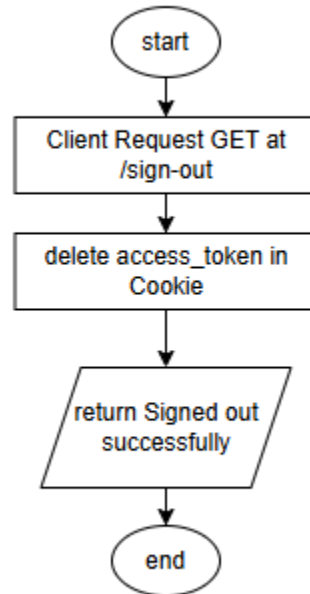 start
Client Request GET at
/sign-out
delete access_token in
Cookie
return Signed out
successfully
end